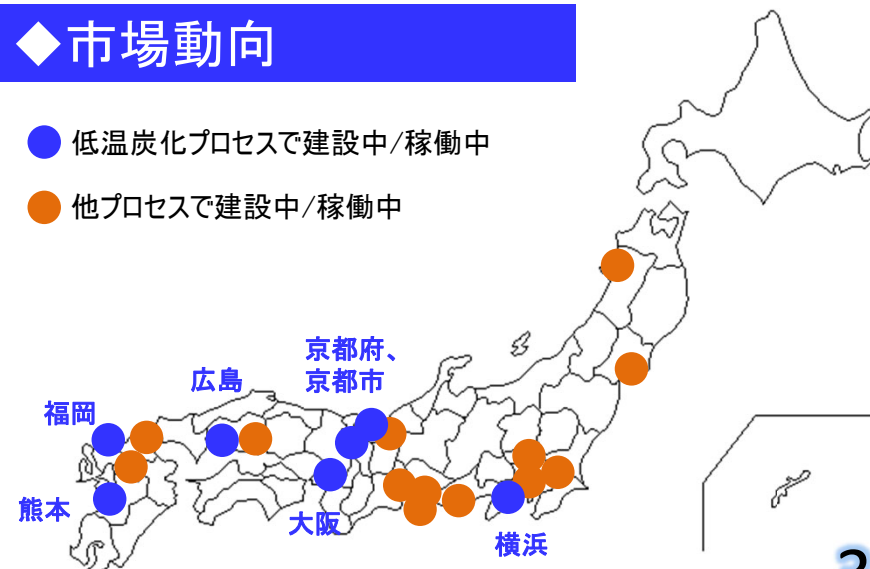 ◆市場動向
低温炭化プロセスで建設中/稼働中
他プロセスで建設中/稼働中
京都府、
京都市
広島
福岡
熊本
大阪
横浜